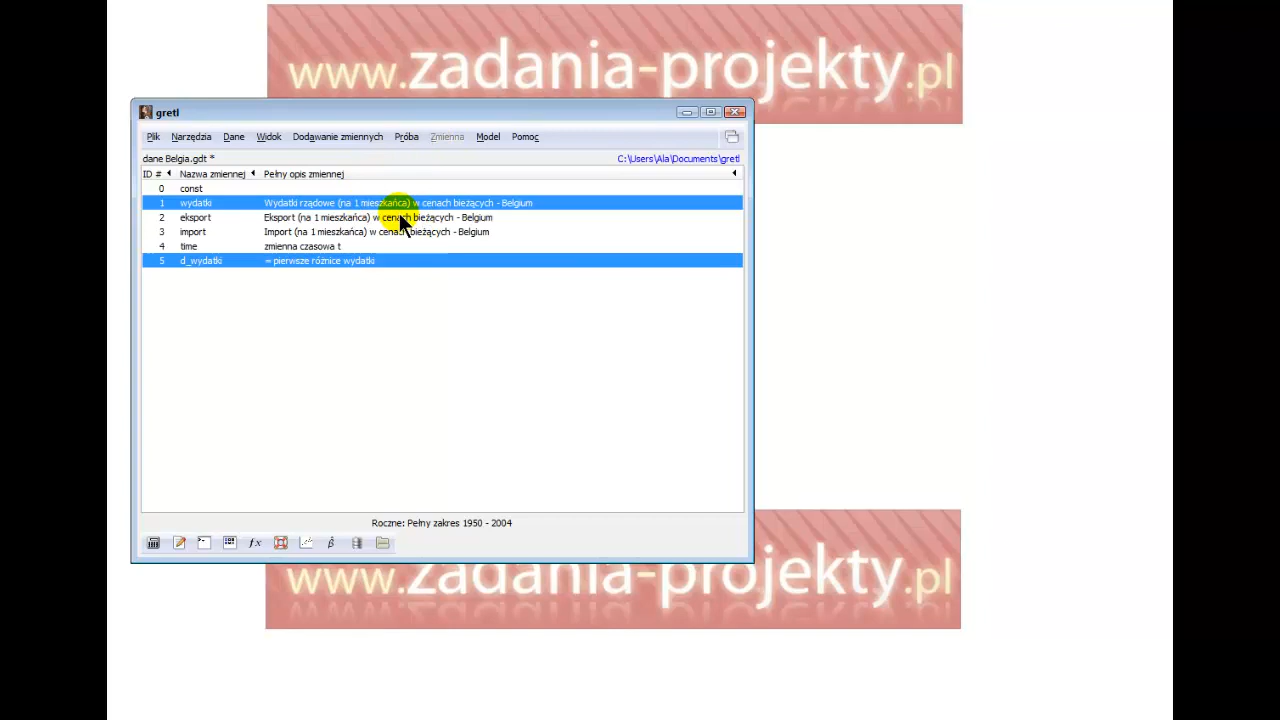 www.zadania-projekty.pl
gretl
Plik Narzędzia Dane Widok Dodawanie zmiennych Próba Zmienna Model Pomoc
dane Belgia.gdt * C:\Users\Ala\Documents\gretl
ID # Nazwa zmiennej Pełny opis zmiennej
0 const
1 wydatki Wydatki rządowe (na 1 mieszkańca) w cenach bieżących - Belgium
2 eksport Eksport (na 1 mieszkańca) w cenach bieżących - Belgium
3 import Import (na 1 mieszkańca) w cenach bieżących - Belgium
4 time zmienna czasowa t
5 d_wydatki = pierwsze różnice wydatki
Roczne: Pełny zakres 1950 - 2004
www.zadania-projekty.pl